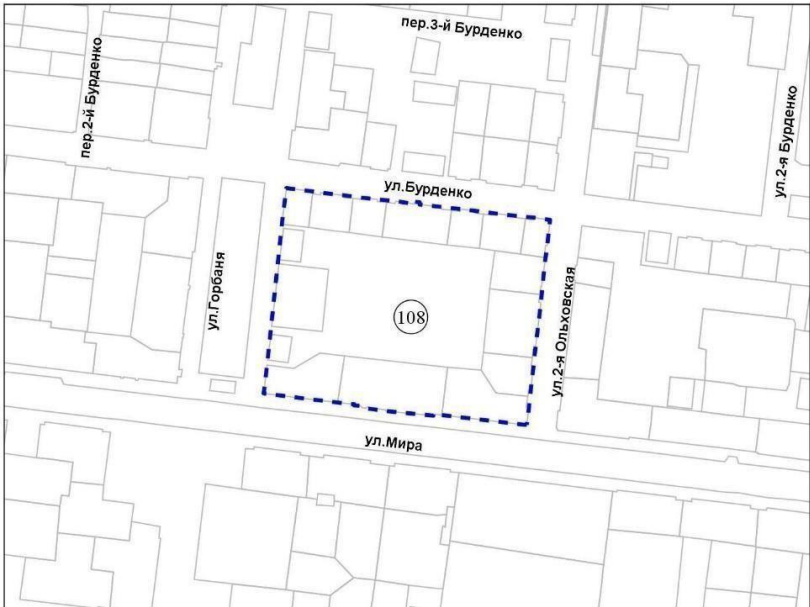 пер.3-й Бурденко
пер.2-й Бурденко
ул.2-я Бурденко
ул.Бурденко
ул.Горбаня
108
ул.2-я Ольховская
ул.Мира